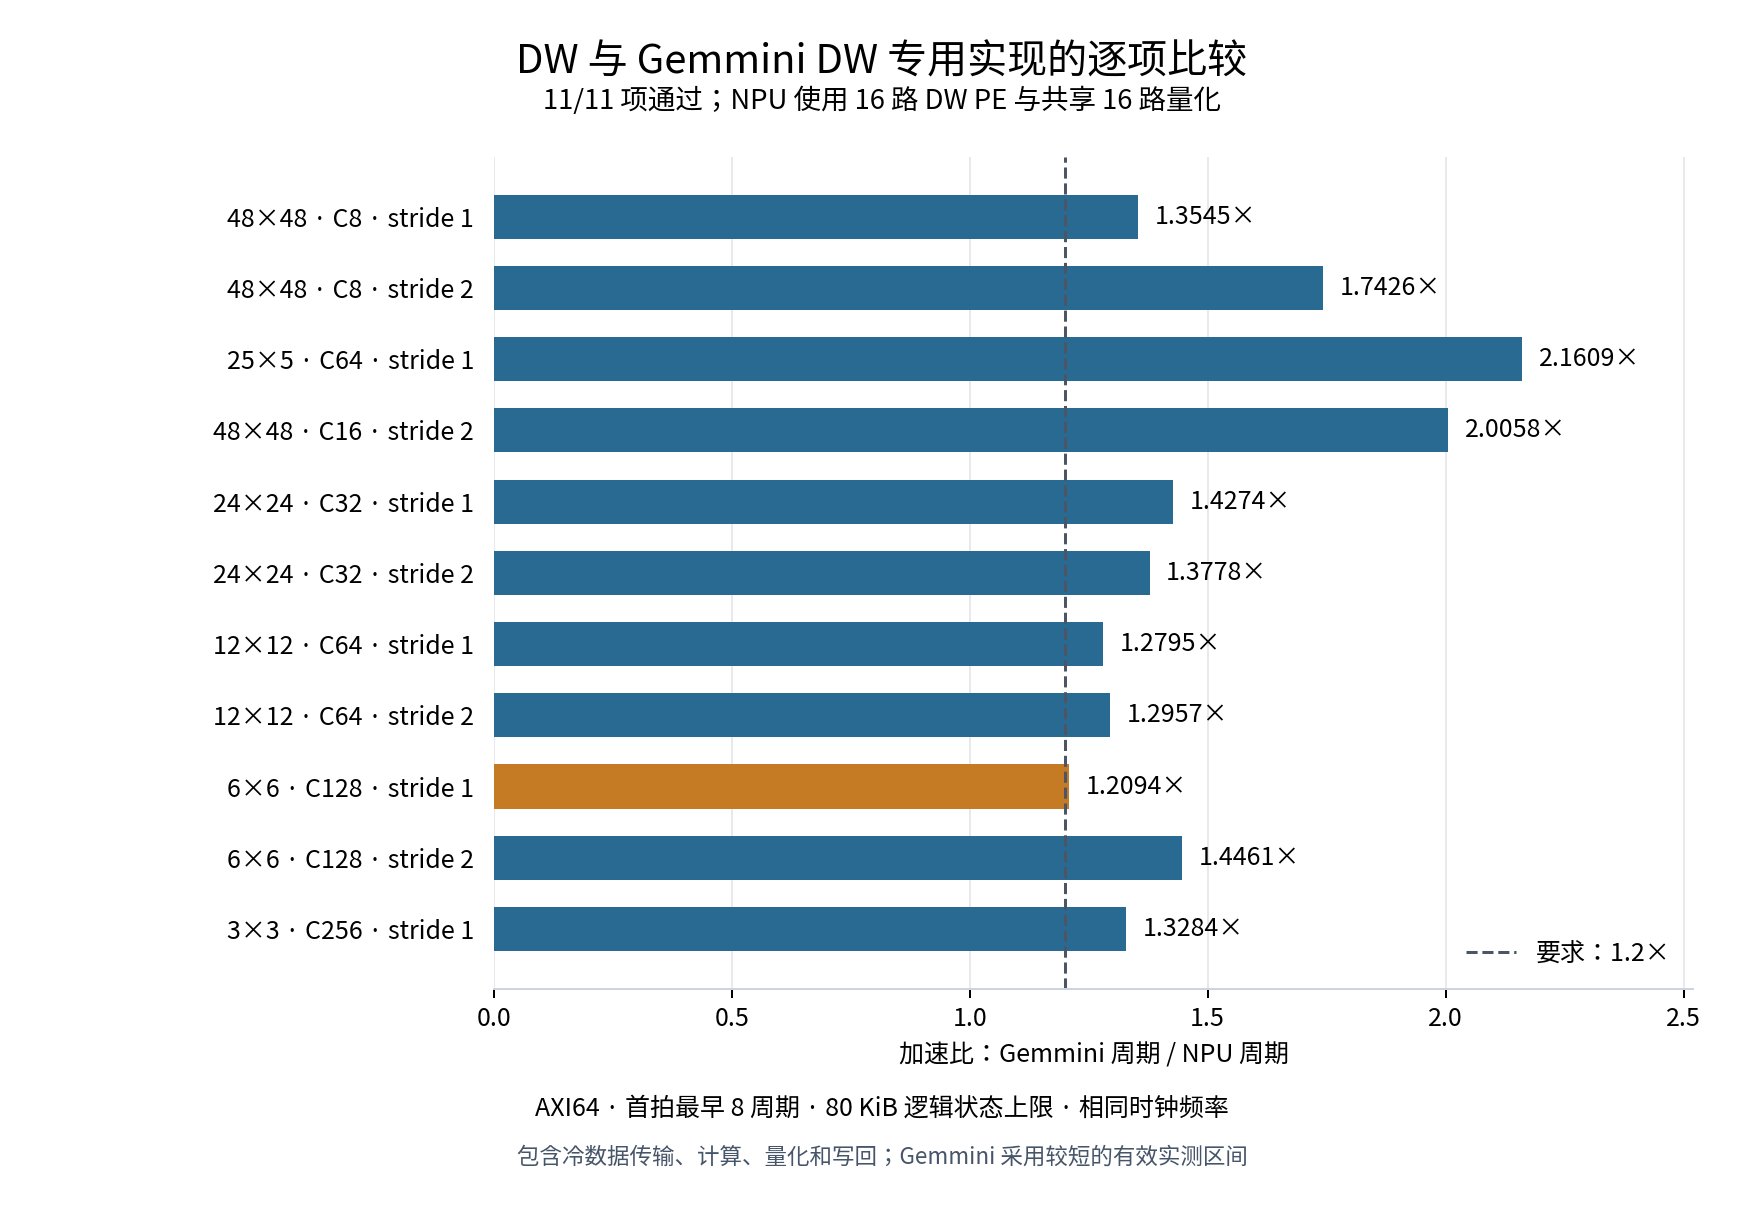 DW 与 Gemmini DW 专用实现的逐项比较
11/11 项通过；NPU 使用 16 路 DW PE 与共享 16 路量化
48×48 · C8 · stride 1
1.3545×
48×48 · C8 · stride 2
1.7426×
25×5 · C64 · stride 1
2.1609×
48×48 · C16 · stride 2
2.0058×
24×24 · C32 · stride 1
1.4274×
24×24 · C32 · stride 2
1.3778×
12×12 · C64 · stride 1
1.2795×
12×12 · C64 · stride 2
1.2957×
6×6 · C128 · stride 1
1.2094×
6×6 · C128 · stride 2
1.4461×
3×3 · C256 · stride 1
1.3284×
要求：1.2×
0.0 0.5 1.0 1.5 2.0 2.5
加速比：Gemmini 周期 / NPU 周期
AXI64 · 首拍最早 8 周期 · 80 KiB 逻辑状态上限 · 相同时钟频率
包含冷数据传输、计算、量化和写回；Gemmini 采用较短的有效实测区间